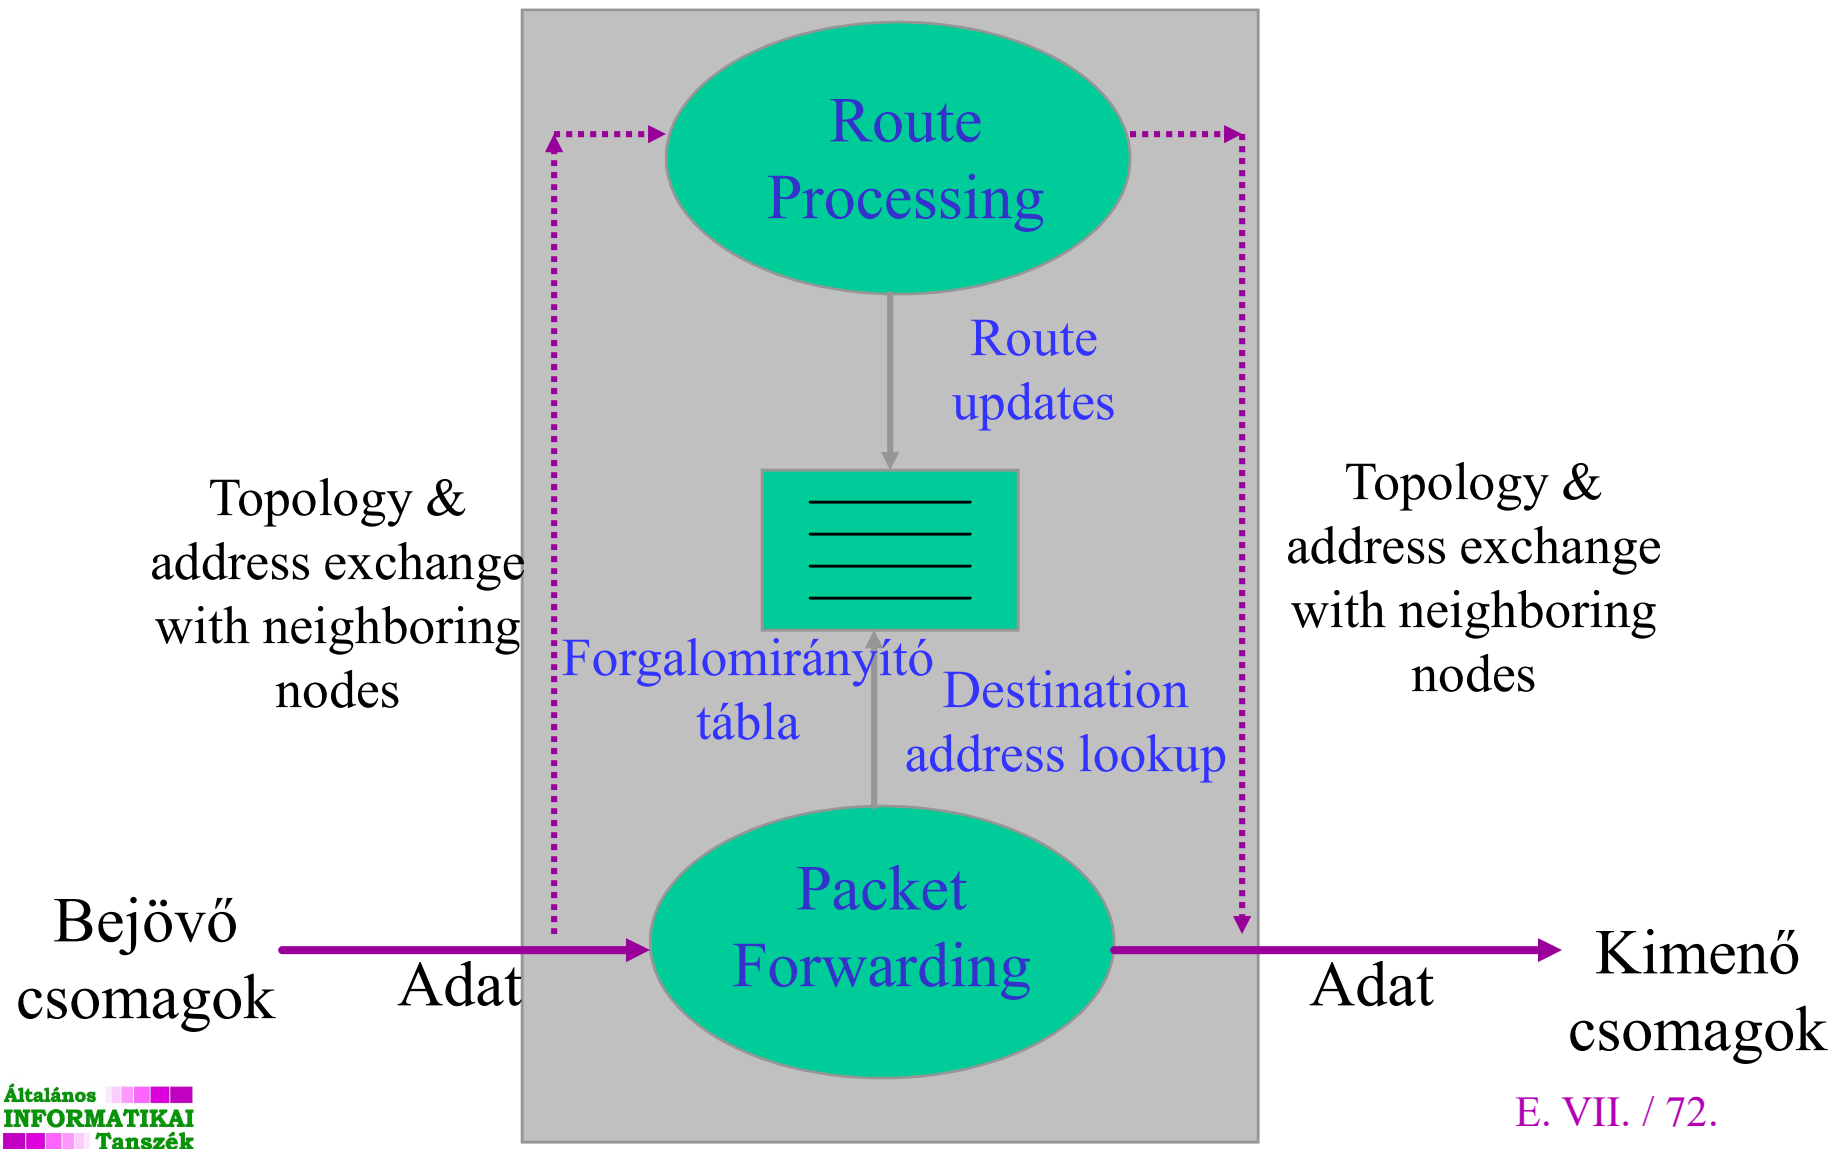 Route
Processing
Route
updates
Topology &
address exchange
with neighboring
nodes
Topology &
address exchange
with neighboring
nodes
Forgalomirányító
tábla
Destination
address lookup
Packet
Forwarding
Bejövő
csomagok
Adat
Adat
Kimenő
csomagok
Általános
INFORMATIKAI
Tanszék
E. VII. / 72.